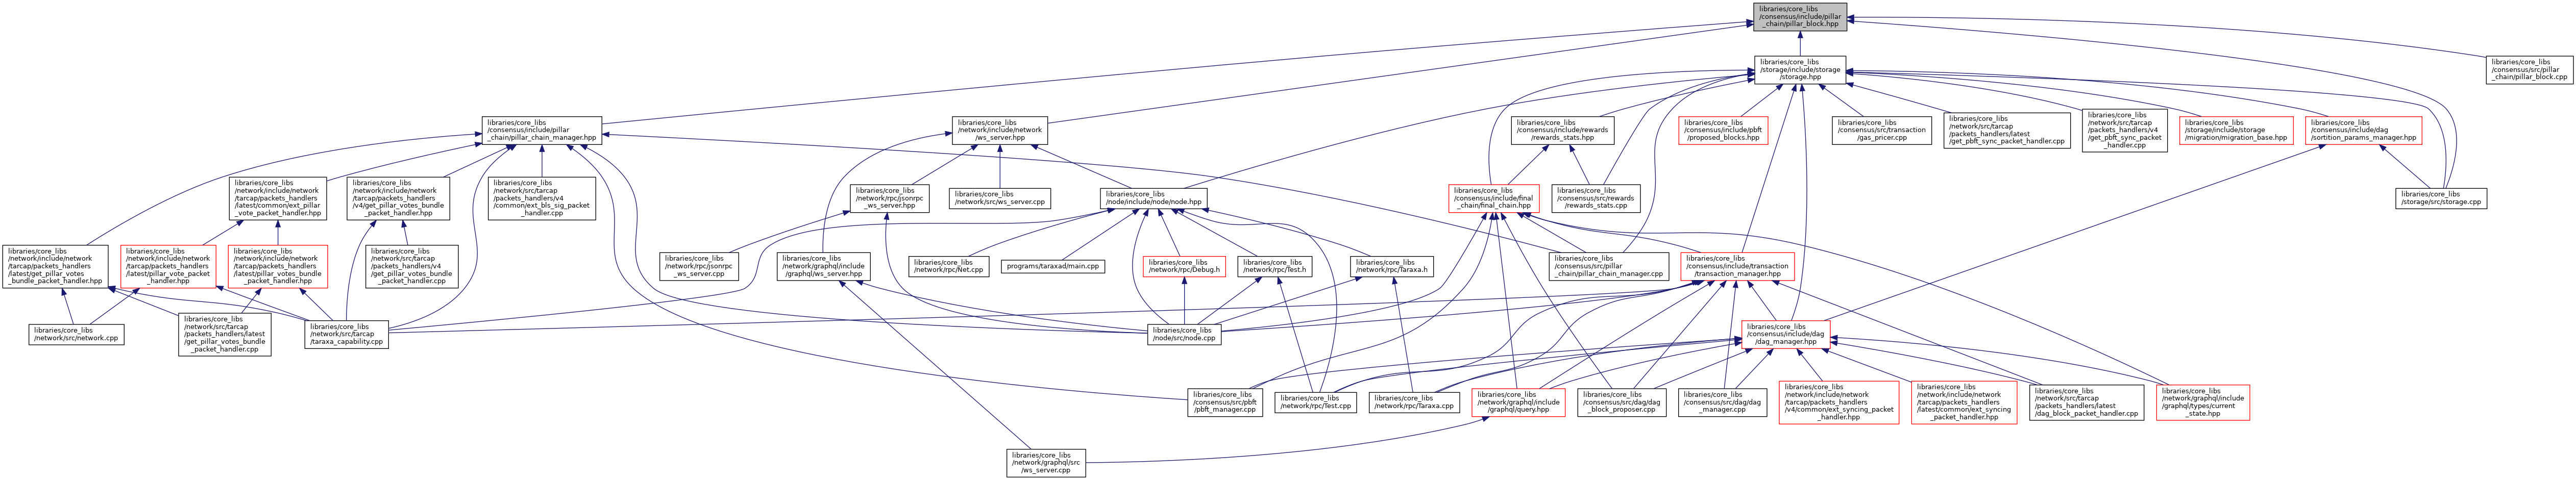 libraries/core_libs
/consensus/include/pillar
_chain/pillar_block.hpp
libraries/core_libs
/storage/include/storage
/storage.hpp
libraries/core_libs
/consensus/src/pillar
_chain/pillar_block.cpp
libraries/core_libs
/consensus/include/pillar
_chain/pillar_chain_manager.hpp
libraries/core_libs
/network/include/network
/ws_server.hpp
libraries/core_libs
/consensus/include/rewards
/rewards_stats.hpp
libraries/core_libs
/consensus/include/pbft
/proposed_blocks.hpp
libraries/core_libs
/consensus/src/transaction
/gas_pricer.cpp
libraries/core_libs
/network/src/tarcap
/packets_handlers/latest
/get_pbft_sync_packet_handler.cpp
libraries/core_libs
/network/src/tarcap
/packets_handlers/v4
/get_pbft_sync_packet
_handler.cpp
libraries/core_libs
/storage/include/storage
/migration/migration_base.hpp
libraries/core_libs
/consensus/include/dag
/sortition_params_manager.hpp
libraries/core_libs
/network/include/network
/tarcap/packets_handlers
/latest/common/ext_pillar
_vote_packet_handler.hpp
libraries/core_libs
/network/include/network
/tarcap/packets_handlers
/v4/get_pillar_votes_bundle
_packet_handler.hpp
libraries/core_libs
/network/src/tarcap
/packets_handlers/v4
/common/ext_bls_sig_packet
_handler.cpp
libraries/core_libs
/network/rpc/jsonrpc
_ws_server.hpp
libraries/core_libs
/network/src/ws_server.cpp
libraries/core_libs
/node/include/node/node.hpp
libraries/core_libs
/consensus/include/final
_chain/final_chain.hpp
libraries/core_libs
/consensus/src/rewards
/rewards_stats.cpp
libraries/core_libs
/storage/src/storage.cpp
libraries/core_libs
/network/include/network
/tarcap/packets_handlers
/latest/get_pillar_votes
_bundle_packet_handler.hpp
libraries/core_libs
/network/include/network
/tarcap/packets_handlers
/latest/pillar_vote_packet
_handler.hpp
libraries/core_libs
/network/include/network
/tarcap/packets_handlers
/latest/pillar_votes_bundle
_packet_handler.hpp
libraries/core_libs
/network/src/tarcap
/packets_handlers/v4
/get_pillar_votes_bundle
_packet_handler.cpp
libraries/core_libs
/network/rpc/jsonrpc
_ws_server.cpp
libraries/core_libs
/network/graphql/include
/graphql/ws_server.hpp
libraries/core_libs
/network/rpc/Net.cpp
programs/taraxad/main.cpp
libraries/core_libs
/network/rpc/Debug.h
libraries/core_libs
/network/rpc/Test.h
libraries/core_libs
/network/rpc/Taraxa.h
libraries/core_libs
/consensus/src/pillar
_chain/pillar_chain_manager.cpp
libraries/core_libs
/consensus/include/transaction
/transaction_manager.hpp
libraries/core_libs
/network/src/network.cpp
libraries/core_libs
/network/src/tarcap
/packets_handlers/latest
/get_pillar_votes_bundle
_packet_handler.cpp
libraries/core_libs
/network/src/tarcap
/taraxa_capability.cpp
libraries/core_libs
/node/src/node.cpp
libraries/core_libs
/consensus/include/dag
/dag_manager.hpp
libraries/core_libs
/consensus/src/pbft
/pbft_manager.cpp
libraries/core_libs
/network/rpc/Test.cpp
libraries/core_libs
/network/rpc/Taraxa.cpp
libraries/core_libs
/network/graphql/include
/graphql/query.hpp
libraries/core_libs
/consensus/src/dag/dag
_block_proposer.cpp
libraries/core_libs
/consensus/src/dag/dag
_manager.cpp
libraries/core_libs
/network/include/network
/tarcap/packets_handlers
/v4/common/ext_syncing_packet
_handler.hpp
libraries/core_libs
/network/include/network
/tarcap/packets_handlers
/latest/common/ext_syncing
_packet_handler.hpp
libraries/core_libs
/network/src/tarcap
/packets_handlers/latest
/dag_block_packet_handler.cpp
libraries/core_libs
/network/graphql/include
/graphql/types/current
_state.hpp
libraries/core_libs
/network/graphql/src
/ws_server.cpp